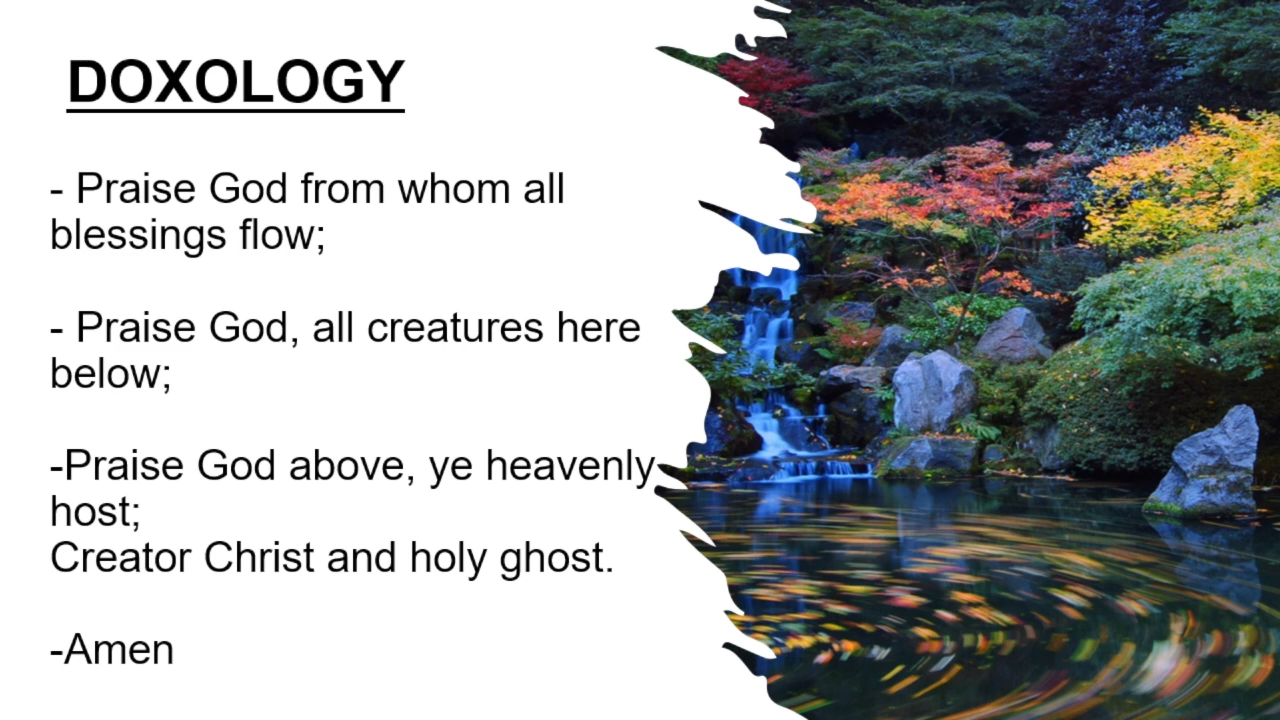 DOXOLOGY
- Praise God from whom all
blessings flow;
- Praise God, all creatures here
below;
-Praise God above, ye heavenly
host;
Creator Christ and holy ghost.
-Amen